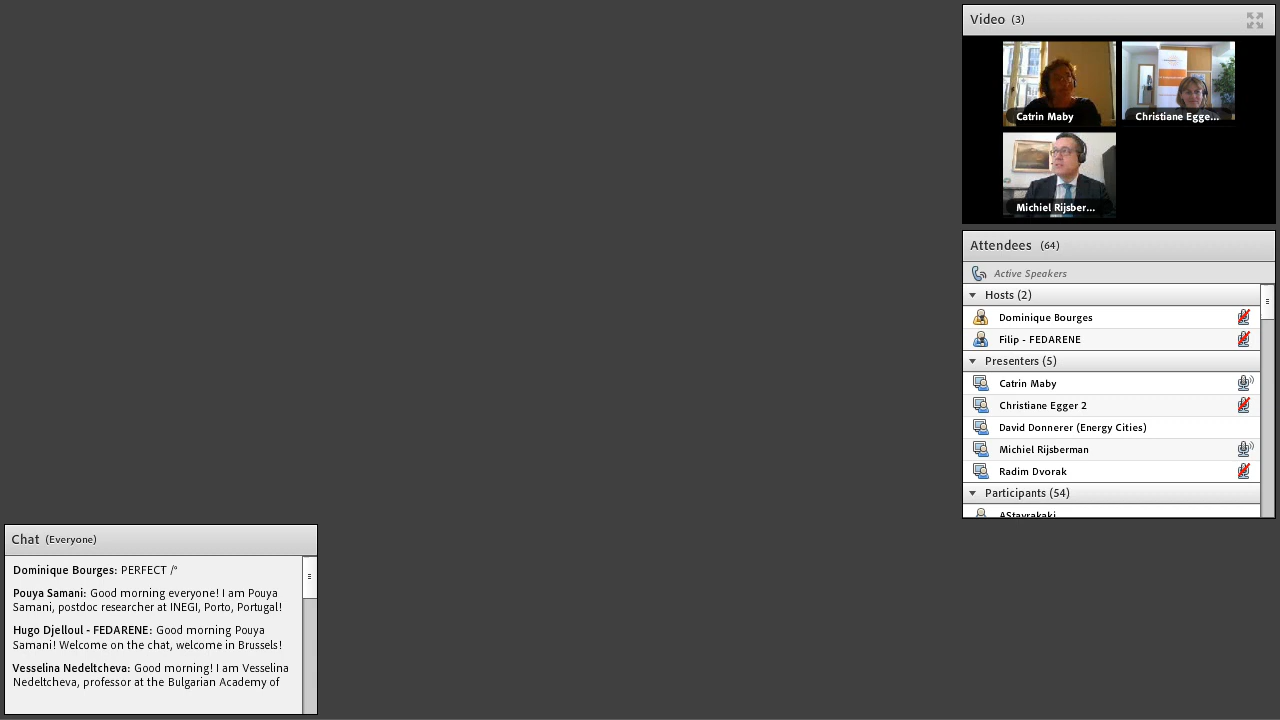 Video (3)
Catrin Maby
Christiane Egge...
Michiel Rijsber...
Attendees (64)
Active Speakers
Hosts (2)
Dominique Bourges
Filip - FEDARENE
Presenters (5)
Catrin Maby
Christiane Egger 2
David Donnerer (Energy Cities)
Michiel Rijsberman
Radim Dvorak
Participants (54)
AStavrakaki
Chat (Everyone)
Dominique Bourges: PERFECT /°
Pouya Samani: Good morning everyone! I am Pouya
Samani, postdoc researcher at INEGI, Porto, Portugal!
Hugo Djelloul - FEDARENE: Good morning Pouya
Samani! Welcome on the chat, welcome in Brussels!
Vesselina Nedeltcheva: Good morning! I am Vesselina
Nedeltcheva, professor at the Bulgarian Academy of